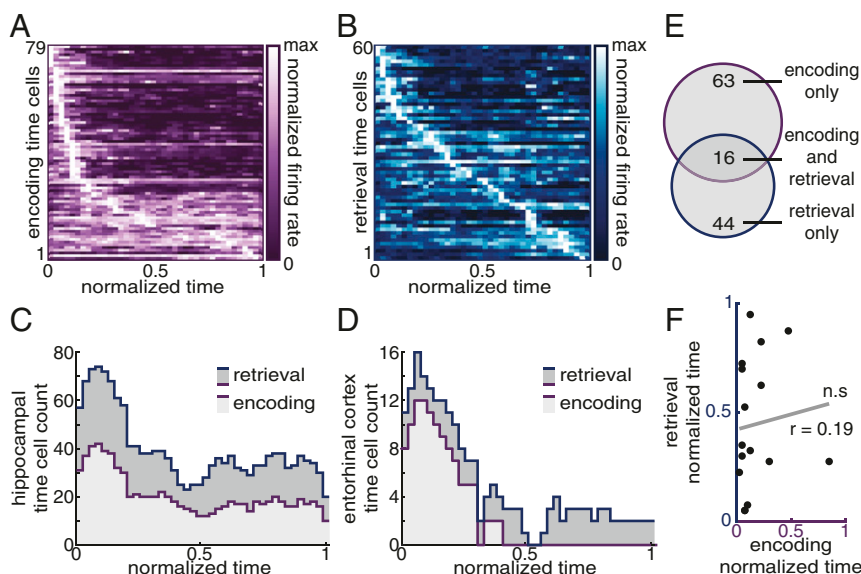 A
79
encoding time cells
1
0
0.5
1
normalized time
max
normalized firing rate
0
B
60
retrieval time cells
1
0
0.5
1
normalized time
max
normalized firing rate
0
E
63
encoding
only
16
encoding
and
retrieval
44
retrieval
only
C
hippocampal
time cell count
80
60
40
20
0
0
0.5
1
normalized time
retrieval
encoding
D
entorhinal cortex
time cell count
16
12
8
4
0
0
0.5
1
normalized time
retrieval
encoding
F
retrieval
normalized time
1
0.5
0
n.s
r = 0.19
0
0.5
1
encoding
normalized time